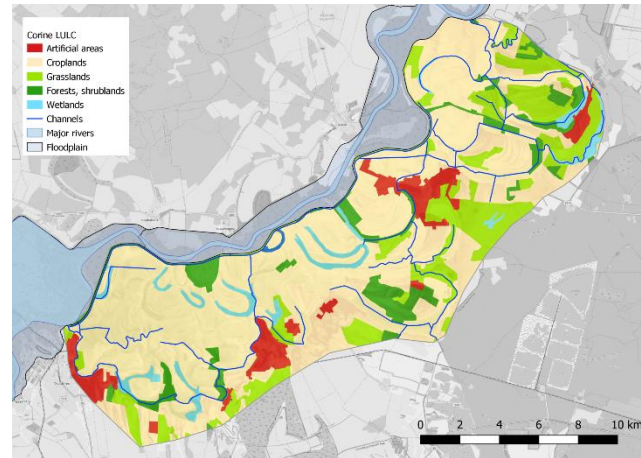 Corine LULC
Artificial areas
Croplands
Grasslands
Forests, shrublands
Wetlands
Channels
Major rivers
Floodplain
0 2 4 6 8 10 km